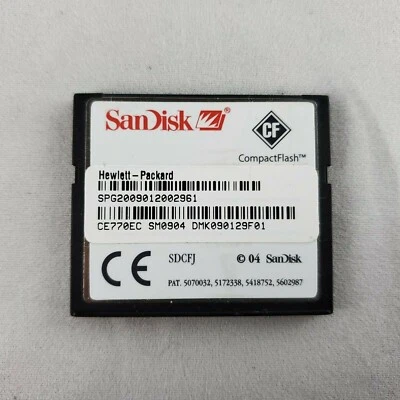 SanDisk ®
CF
CompactFlash™
Hewlett-Packard
SPG2009012002961
CE770EC SM0904 DMK090129F01
SDCFJ © 04 SanDisk
CE
PAT. 5070032, 5172338, 5418752, 5602987